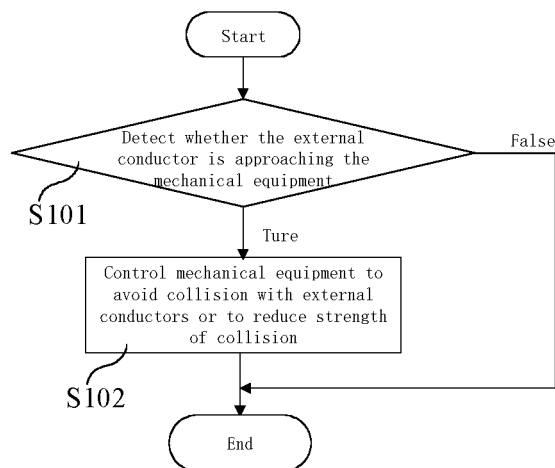 Start
Detect whether the external
conductor is approaching the
mechanical equipment
False
S101
Ture
Control mechanical equipment to
avoid collision with external
conductors or to reduce strength
of collision
S102
End